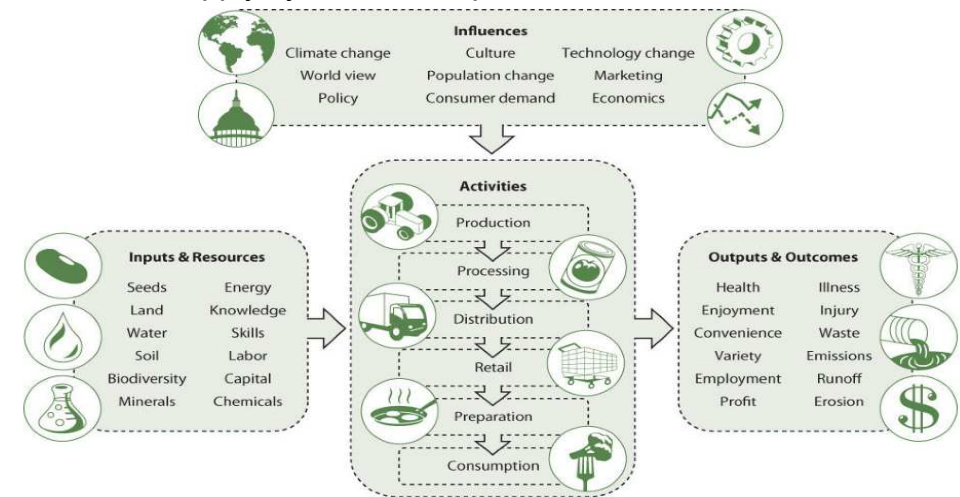 Influences
Climate change Culture Technology change
World view Population change Marketing
Policy Consumer demand Economics
Activities
Production
Processing
Distribution
Retail
Preparation
Consumption
Inputs & Resources
Seeds Energy
Land Knowledge
Water Skills
Soil Labor
Biodiversity Capital
Minerals Chemicals
Outputs & Outcomes
Health Illness
Enjoyment Injury
Convenience Waste
Variety Emissions
Employment Runoff
Profit Erosion